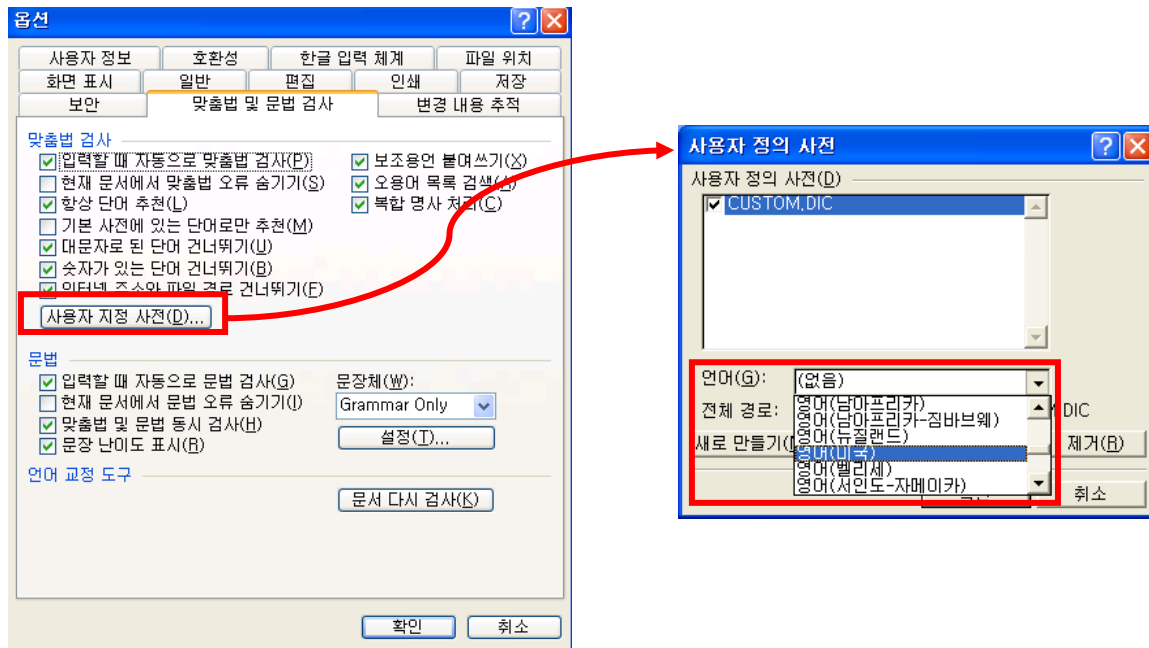 옵션
사용자 정보 호환성 한글 입력 체계 파일 위치
화면 표시 일반 편집 인쇄 저장
보안 맞춤법 및 문법 검사 변경 내용 추적
맞춤법 검사
입력할 때 자동으로 맞춤법 검사(P)
현재 문서에서 맞춤법 오류 숨기기(S)
항상 단어 추천(L)
기본 사전에 있는 단어로만 추천(M)
대문자로 된 단어 건너뛰기(U)
숫자가 있는 단어 건너뛰기(B)
인터넷 주소와 파일 경로 건너뛰기(F)
보조용언 붙여쓰기(X)
오용어 목록 검색(A)
복합 명사 처리(C)
사용자 지정 사전(D)...
문법
입력할 때 자동으로 문법 검사(G)
현재 문서에서 문법 오류 숨기기(I)
맞춤법 및 문법 동시 검사(H)
문장 난이도 표시(R)
문장체(W):
Grammar Only
설정(T)...
언어 교정 도구
문서 다시 검사(K)
확인 취소
사용자 정의 사전
사용자 정의 사전(D)
CUSTOM.DIC
언어(G): (없음)
전체 경로: DIC
영어(남아프리카)
영어(남아프리카-짐바브웨)
영어(뉴질랜드)
영어(미국)
영어(벨리세)
영어(서인도-자메이카)
새로 만들기( 제거(R)
취소